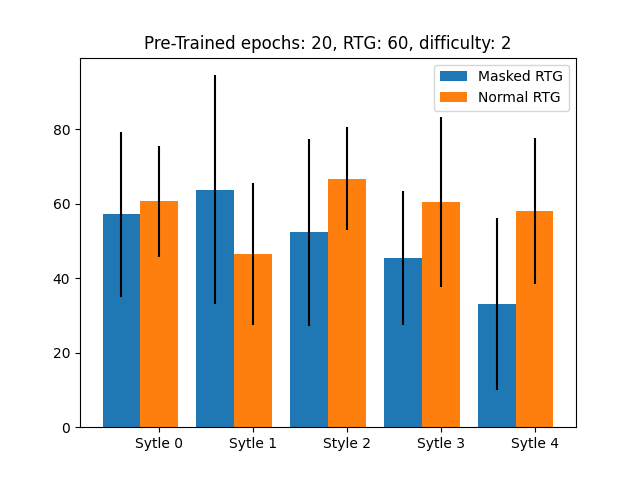 Pre-Trained epochs: 20, RTG: 60, difficulty: 2
Masked RTG
Normal RTG
80
60
40
20
0
Sytle 0
Sytle 1
Style 2
Sytle 3
Sytle 4